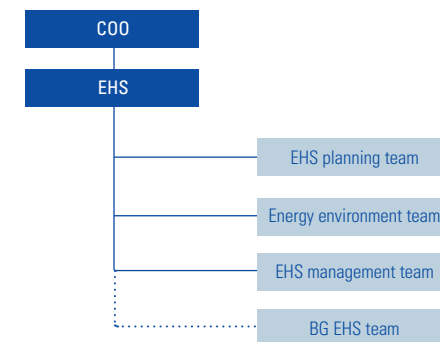 COO
EHS
EHS planning team
Energy environment team
EHS management team
BG EHS team